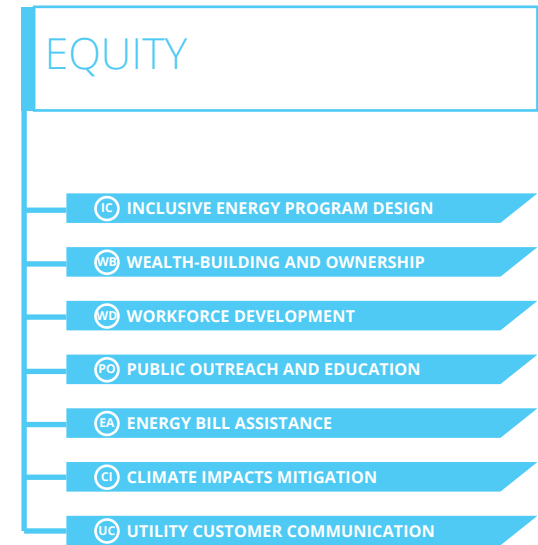 EQUITY
IC INCLUSIVE ENERGY PROGRAM DESIGN
WB WEALTH-BUILDING AND OWNERSHIP
WD WORKFORCE DEVELOPMENT
PO PUBLIC OUTREACH AND EDUCATION
EA ENERGY BILL ASSISTANCE
CI CLIMATE IMPACTS MITIGATION
UC UTILITY CUSTOMER COMMUNICATION